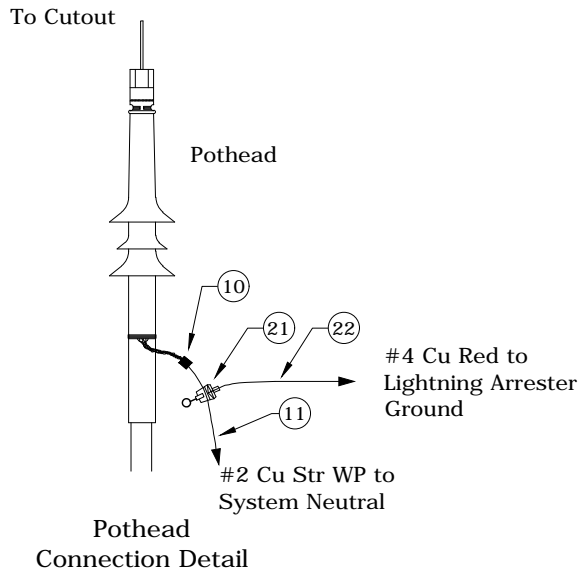 To Cutout
Pothead
10
21
22
#4 Cu Red to
Lightning Arrester
Ground
11
#2 Cu Str WP to
System Neutral
Pothead
Connection Detail